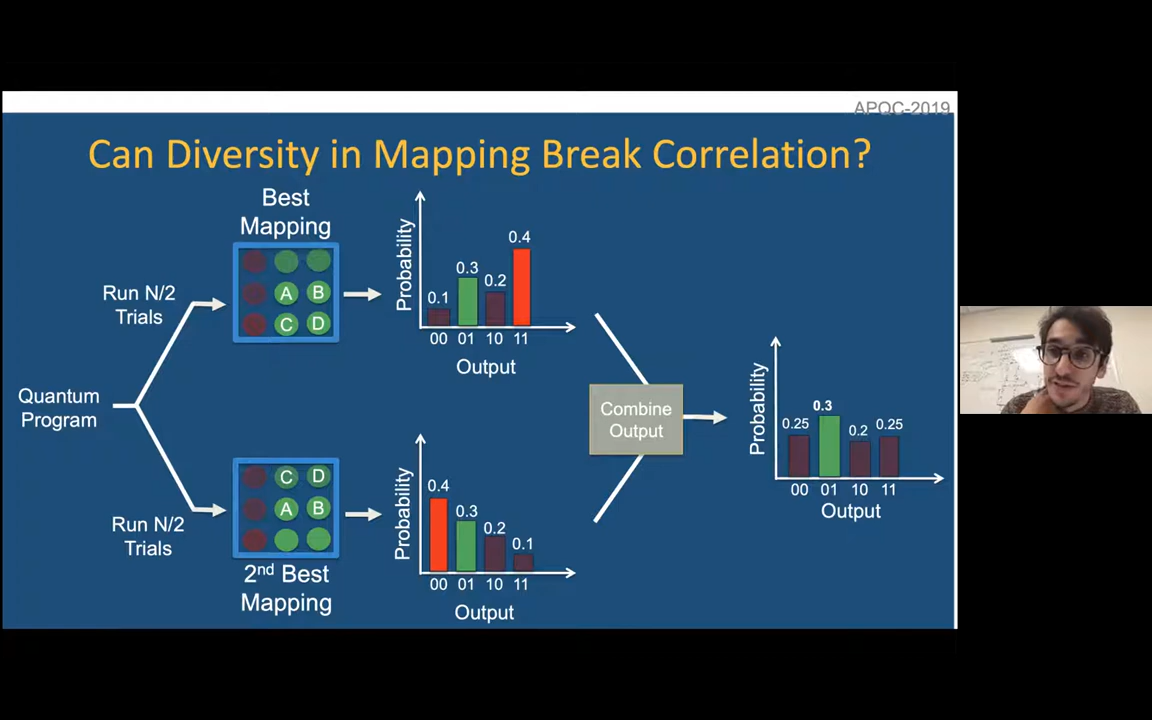 APQC-2019
Can Diversity in Mapping Break Correlation?
Best
Mapping
Run N/2
Trials
A B
C D
Probability
0.1
0.3
0.2
0.4
00 01 10 11
Output
Quantum
Program
Combine
Output
Probability
0.25
0.3
0.2
0.25
00 01 10 11
Output
Run N/2
Trials
C D
A B
2nd Best
Mapping
Probability
0.4
0.3
0.2
0.1
00 01 10 11
Output